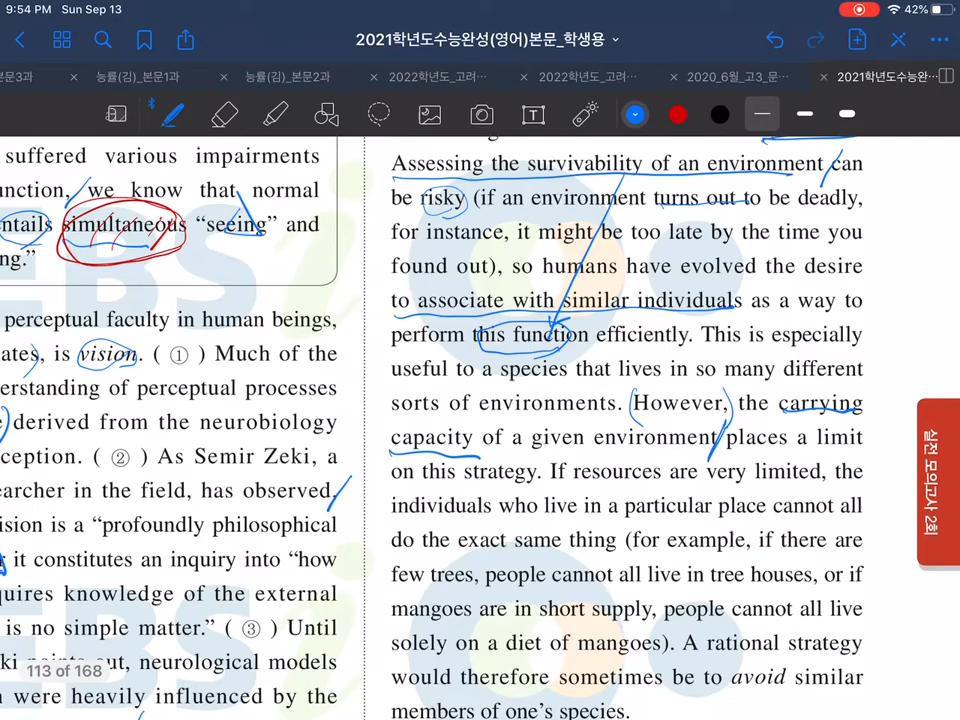 9:54 PM Sun Sep 13
42%
2021학년도수능완성(영어)본문_학생용
본문3과
능률(김)_본문1과
능률(김)_본문2과
2022학년도_고려…
2022학년도_고려…
2020_6월_고3_문…
2021학년도수능완…
suffered various impairments
unction, we know that normal
ntails simultaneous “seeing” and
ng.”
perceptual faculty in human beings,
ates, is vision. ( ① ) Much of the
derstanding of perceptual processes
derived from the neurobiology
ception. ( ② ) As Semir Zeki, a
earcher in the field, has observed,
ision is a “profoundly philosophical
it constitutes an inquiry into “how
quires knowledge of the external
is no simple matter.” ( ③ ) Until
ki points out, neurological models
n were heavily influenced by the
113 of 168
Assessing the survivability of an environment can
be risky (if an environment turns out to be deadly,
for instance, it might be too late by the time you
found out), so humans have evolved the desire
to associate with similar individuals as a way to
perform this function efficiently. This is especially
useful to a species that lives in so many different
sorts of environments. However, the carrying
capacity of a given environment places a limit
on this strategy. If resources are very limited, the
individuals who live in a particular place cannot all
do the exact same thing (for example, if there are
few trees, people cannot all live in tree houses, or if
mangoes are in short supply, people cannot all live
solely on a diet of mangoes). A rational strategy
would therefore sometimes be to avoid similar
members of one’s species.
실전 모의고사 2회
EBS i